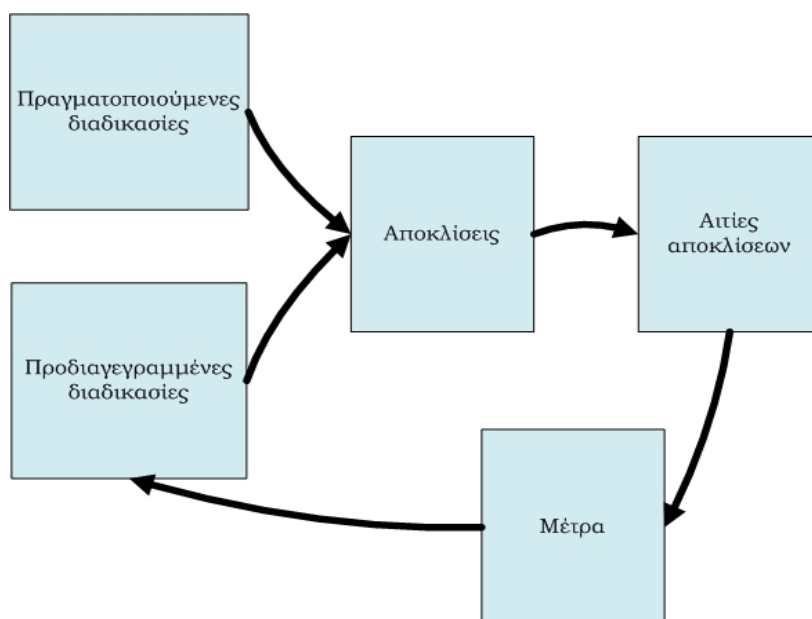 Πραγματοποιούμενες
διαδικασίες
Αποκλίσεις
Αιτίες
αποκλίσεων
Προδιαγεγραμμένες
διαδικασίες
Μέτρα